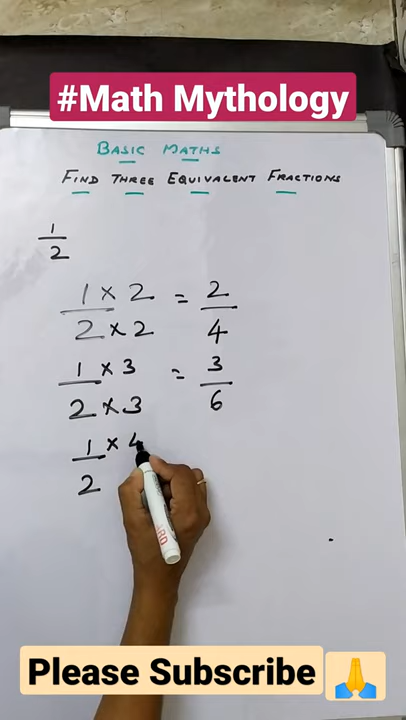 #Math Mythology
BASIC MATHS
FIND THREE EQUIVALENT FRACTIONS
1
2
1 × 2 = 2
2 × 2 4
1 × 3 = 3
2 × 3 6
1 × 4
2
Please Subscribe 🙏